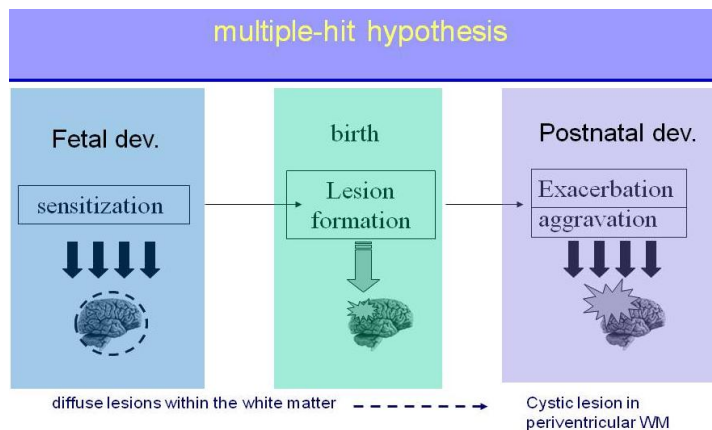 multiple-hit hypothesis
Fetal dev.
sensitization
birth
Lesion
formation
Postnatal dev.
Exacerbation
aggravation
diffuse lesions within the white matter
Cystic lesion in
periventricular WM